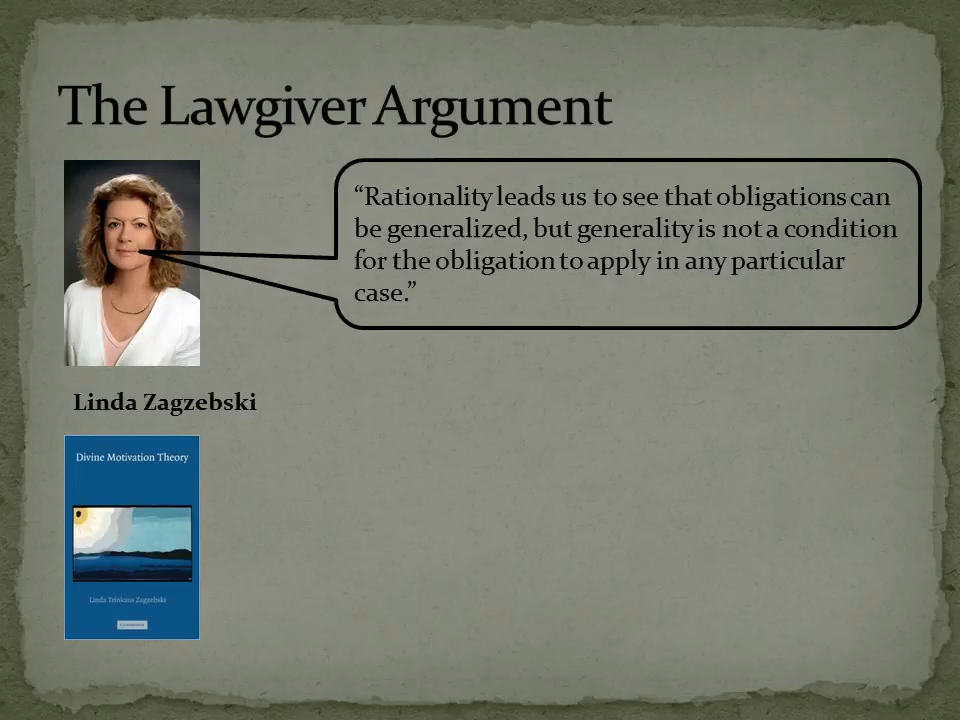 The Lawgiver Argument
“Rationality leads us to see that obligations can
be generalized, but generality is not a condition
for the obligation to apply in any particular
case.”
Linda Zagzebski
Divine Motivation Theory
Linda Trinkaus Zagzebski